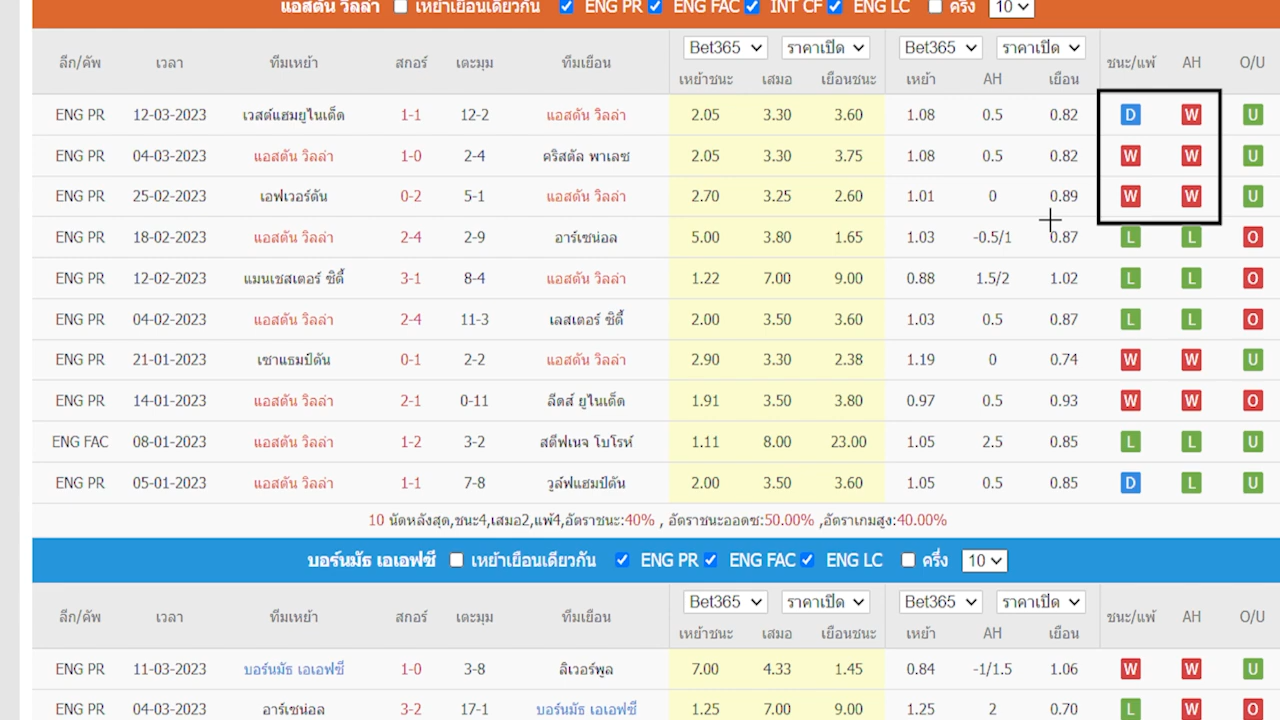 แอสตัน วิลล่า เหย้าเยือนเดียวกัน ENG PR ENG FAC INT CF ENG LC ครึ่ง 10
ลีก/คัพ เวลา ทีมเหย้า สกอร์ เตะมุม ทีมเยือน Bet365 ราคาเปิด Bet365 ราคาเปิด ชนะ/แพ้ AH O/U
เหย้าชนะ เสมอ เยือนชนะ เหย้า AH เยือน
ENG PR 12-03-2023 เวสต์แฮมยูไนเต็ด 1-1 12-2 แอสตัน วิลล่า 2.05 3.30 3.60 1.08 0.5 0.82 D W U
ENG PR 04-03-2023 แอสตัน วิลล่า 1-0 2-4 คริสตัล พาเลซ 2.05 3.30 3.75 1.08 0.5 0.82 W W U
ENG PR 25-02-2023 เอฟเวอร์ตัน 0-2 5-1 แอสตัน วิลล่า 2.70 3.25 2.60 1.01 0 0.89 W W U
ENG PR 18-02-2023 แอสตัน วิลล่า 2-4 2-9 อาร์เซน่อล 5.00 3.80 1.65 1.03 -0.5/1 0.87 L L O
ENG PR 12-02-2023 แมนเชสเตอร์ ซิตี้ 3-1 8-4 แอสตัน วิลล่า 1.22 7.00 9.00 0.88 1.5/2 1.02 L L O
ENG PR 04-02-2023 แอสตัน วิลล่า 2-4 11-3 เลสเตอร์ ซิตี้ 2.00 3.50 3.60 1.03 0.5 0.87 L L O
ENG PR 21-01-2023 เซาแธมป์ตัน 0-1 2-2 แอสตัน วิลล่า 2.90 3.30 2.38 1.19 0 0.74 W W U
ENG PR 14-01-2023 แอสตัน วิลล่า 2-1 0-11 ลีดส์ ยูไนเต็ด 1.91 3.50 3.80 0.97 0.5 0.93 W W O
ENG FAC 08-01-2023 แอสตัน วิลล่า 1-2 3-2 สตีฟเนจ โบโรห์ 1.11 8.00 23.00 1.05 2.5 0.85 L L U
ENG PR 05-01-2023 แอสตัน วิลล่า 1-1 7-8 วูล์ฟแฮมป์ตัน 2.00 3.50 3.60 1.05 0.5 0.85 D L U
10 นัดหลังสุด,ชนะ4,เสมอ2,แพ้4,อัตราชนะ:40% , อัตราชนะออดซ:50.00% ,อัตราเกมสูง:40.00%
บอร์นมัธ เอเอฟซี เหย้าเยือนเดียวกัน ENG PR ENG FAC ENG LC ครึ่ง 10
ลีก/คัพ เวลา ทีมเหย้า สกอร์ เตะมุม ทีมเยือน Bet365 ราคาเปิด Bet365 ราคาเปิด ชนะ/แพ้ AH O/U
เหย้าชนะ เสมอ เยือนชนะ เหย้า AH เยือน
ENG PR 11-03-2023 บอร์นมัธ เอเอฟซี 1-0 3-8 ลิเวอร์พูล 7.00 4.33 1.45 0.84 -1/1.5 1.06 W W U
ENG PR 04-03-2023 อาร์เซน่อล 3-2 17-1 บอร์นมัธ เอเอฟซี 1.25 7.00 9.00 1.25 2 0.70 L W O